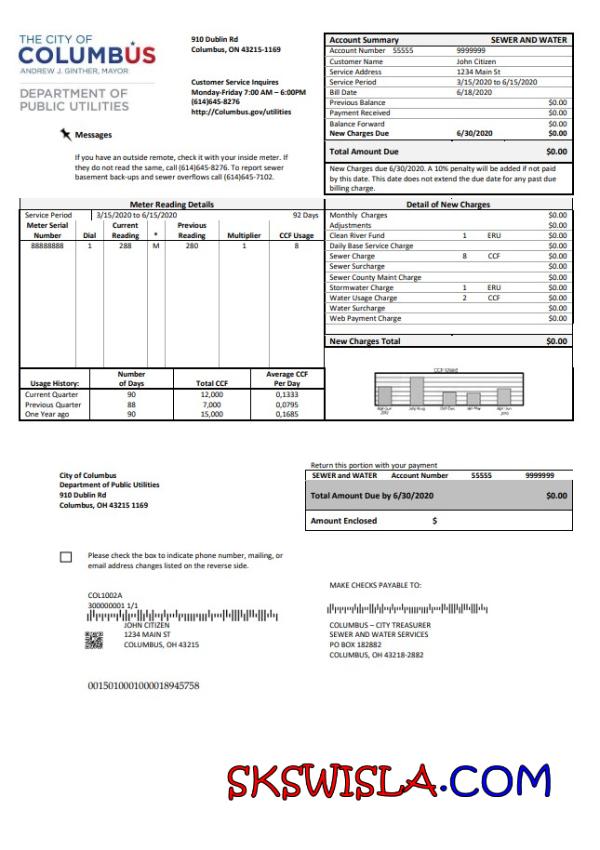 THE CITY OF
COLUMBUS
ANDREW J. GINTHER, MAYOR
DEPARTMENT OF
PUBLIC UTILITIES
910 Dublin Rd
Columbus, ON 43215-1169
Customer Service Inquires
Monday-Friday 7:00 AM – 6:00PM
(614)645-8276
http://Columbus.gov/utilities
Messages
If you have an outside remote, check it with your inside meter. If
they do not read the same, call (614)645-8276. To report sewer
basement back-ups and sewer overflows call (614)645-7102.
Account Summary SEWER AND WATER
Account Number 55555 9999999
Customer Name John Citizen
Service Address 1234 Main St
Service Period 3/15/2020 to 6/15/2020
Bill Date 6/18/2020
Previous Balance $0.00
Payment Received $0.00
Balance Forward $0.00
New Charges Due 6/30/2020 $0.00
Total Amount Due $0.00
New Charges due 6/30/2020. A 10% penalty will be added if not paid
by this date. This date does not extend the due date for any past due
billing charge.
Meter Reading Details
Service Period 3/15/2020 to 6/15/2020 92 Days
Meter Serial Number Dial Current Reading * Previous Reading Multiplier CCF Usage
88888888 1 288 M 280 1 8
Usage History: Number of Days Total CCF Average CCF Per Day
Current Quarter 90 12,000 0,1333
Previous Quarter 88 7,000 0,0795
One Year ago 90 15,000 0,1685
Detail of New Charges
Monthly Charges $0.00
Adjustments $0.00
Clean River Fund 1 ERU $0.00
Daily Base Service Charge $0.00
Sewer Charge 8 CCF $0.00
Sewer Surcharge $0.00
Sewer County Maint Charge $0.00
Stormwater Charge 1 ERU $0.00
Water Usage Charge 2 CCF $0.00
Water Surcharge $0.00
Web Payment Charge $0.00
New Charges Total $0.00
CCF Used
City of Columbus
Department of Public Utilities
910 Dublin Rd
Columbus, OH 43215 1169
Return this portion with your payment
SEWER and WATER Account Number 55555 9999999
Total Amount Due by 6/30/2020 $0.00
Amount Enclosed $
Please check the box to indicate phone number, mailing, or
email address changes listed on the reverse side.
COL1002A
300000001 1/1
JOHN CITIZEN
1234 MAIN ST
COLUMBUS, OH 43215
MAKE CHECKS PAYABLE TO:
COLUMBUS – CITY TREASURER
SEWER AND WATER SERVICES
PO BOX 182882
COLUMBUS, OH 43218-2882
0015010001000018945758
SKSWISLA.COM